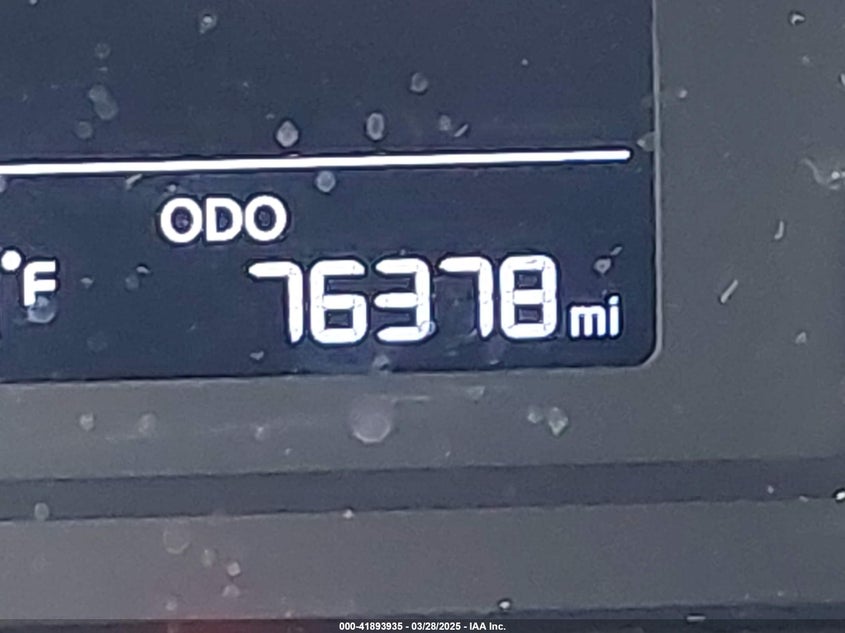 ODO
°F
76378 mi
000-41893935 - 03/28/2025 - IAA Inc.